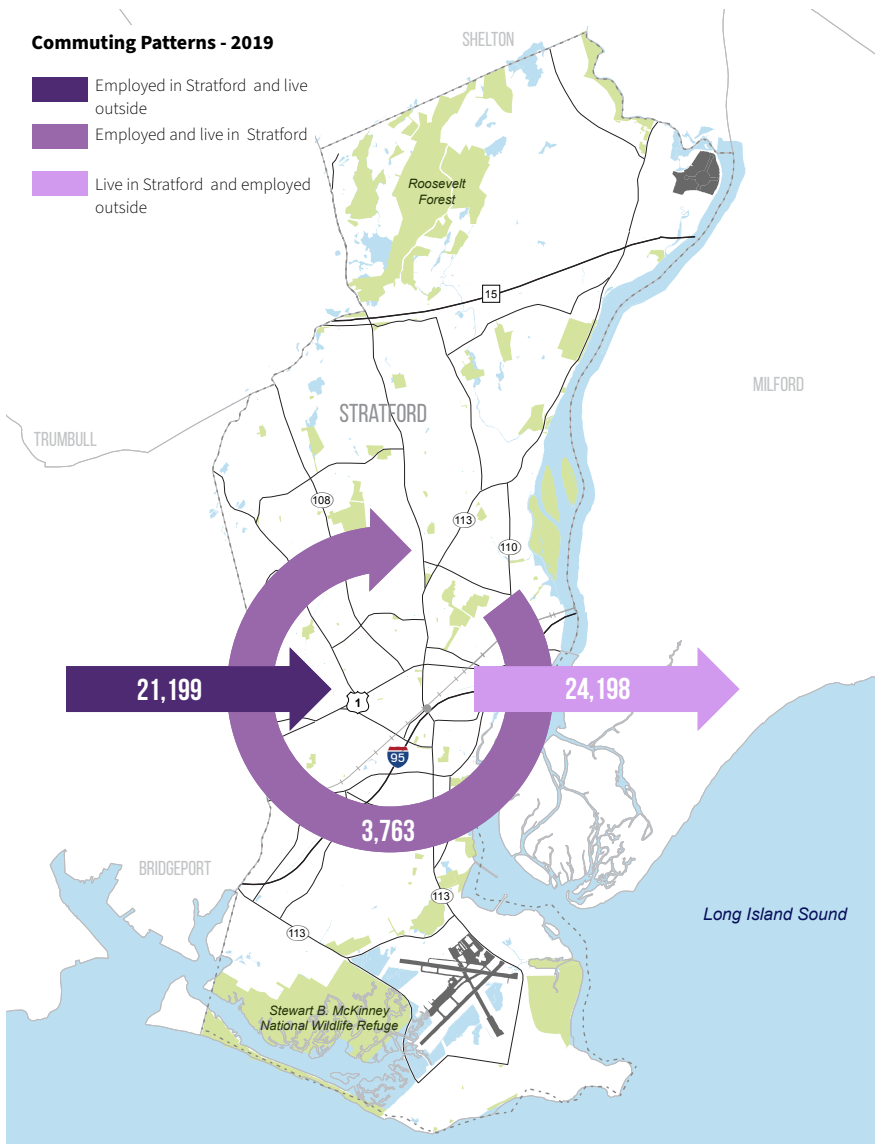 Commuting Patterns - 2019
Employed in Stratford and live
outside
Employed and live in Stratford
Live in Stratford and employed
outside
SHELTON
Roosevelt
Forest
15
MILFORD
STRATFORD
TRUMBULL
108
113
110
21,199
24,198
1
95
3,763
BRIDGEPORT
113
Long Island Sound
113
Stewart B. McKinney
National Wildlife Refuge